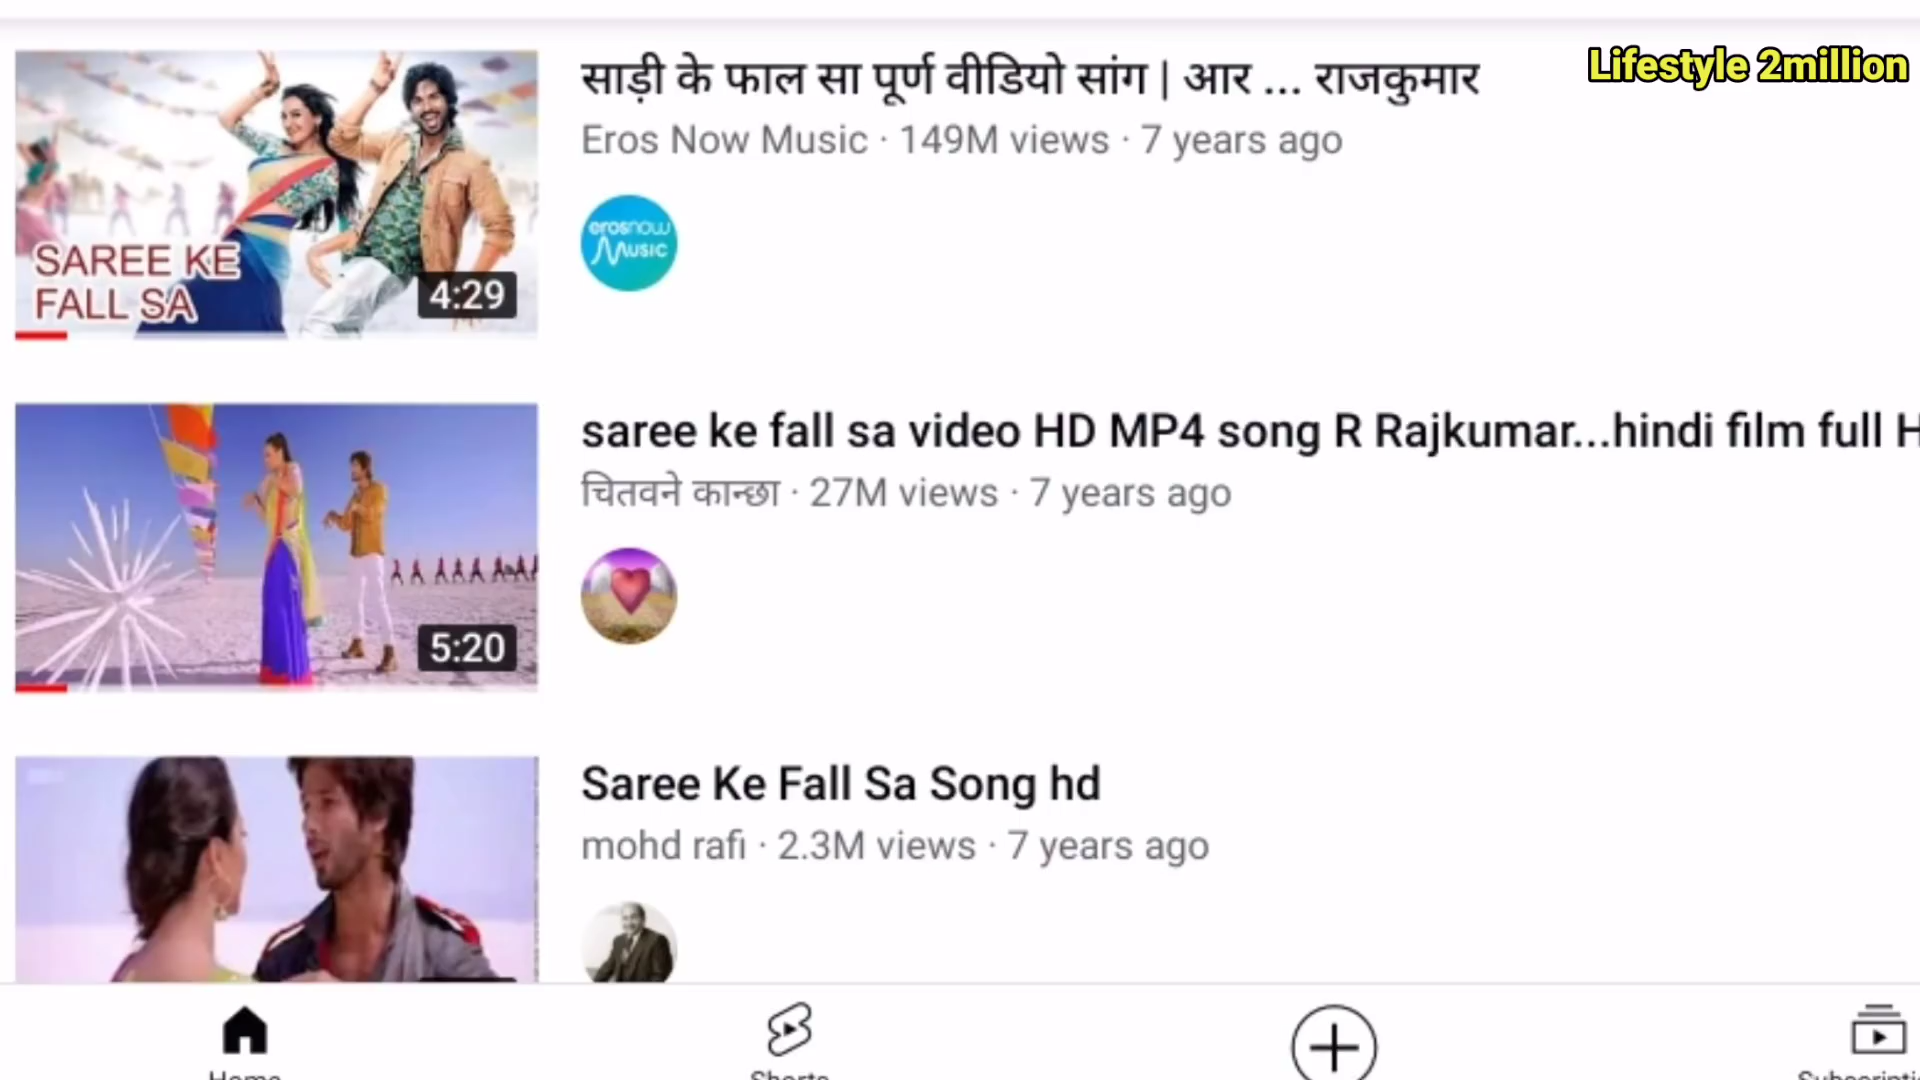 Lifestyle 2million
साड़ी के फाल सा पूर्ण वीडियो सांग | आर ... राजकुमार
Eros Now Music · 149M views · 7 years ago
erosnow
Music
SAREE KE
FALL SA
4:29
saree ke fall sa video HD MP4 song R Rajkumar...hindi film full H
चितवने कान्छा · 27M views · 7 years ago
5:20
Saree Ke Fall Sa Song hd
mohd rafi · 2.3M views · 7 years ago
Home
Shorts